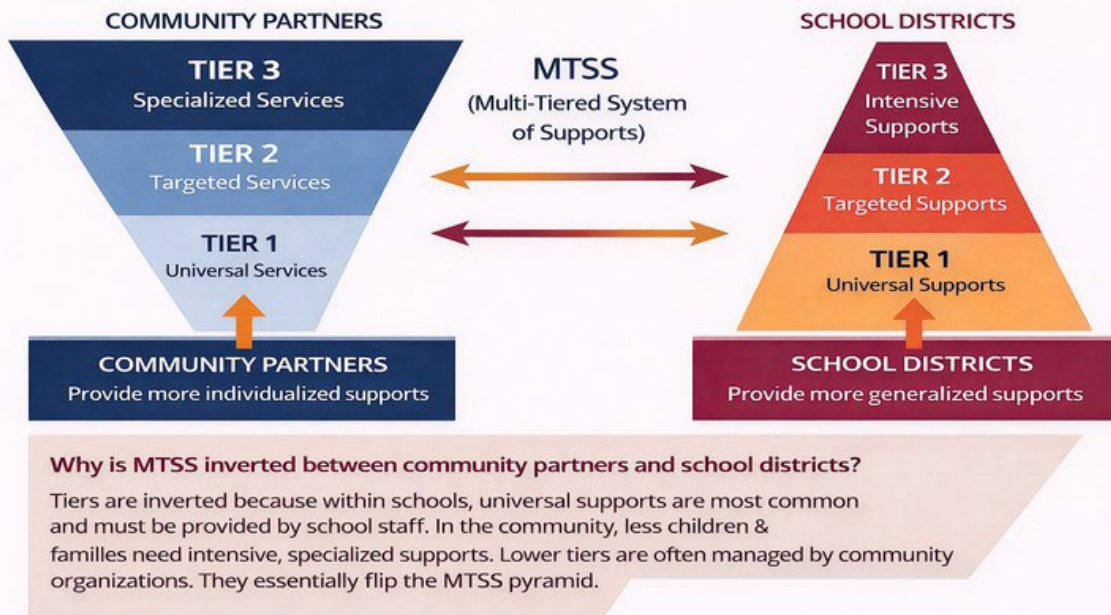 COMMUNITY PARTNERS
TIER 3
Specialized Services
TIER 2
Targeted Services
TIER 1
Universal Services
COMMUNITY PARTNERS
Provide more individualized supports
MTSS
(Multi-Tiered System
of Supports)
SCHOOL DISTRICTS
TIER 3
Intensive
Supports
TIER 2
Targeted Supports
TIER 1
Universal Supports
SCHOOL DISTRICTS
Provide more generalized supports
Why is MTSS inverted between community partners and school districts?
Tiers are inverted because within schools, universal supports are most common
and must be provided by school staff. In the community, less children &
families need intensive, specialized supports. Lower tiers are often managed by community
organizations. They essentially flip the MTSS pyramid.